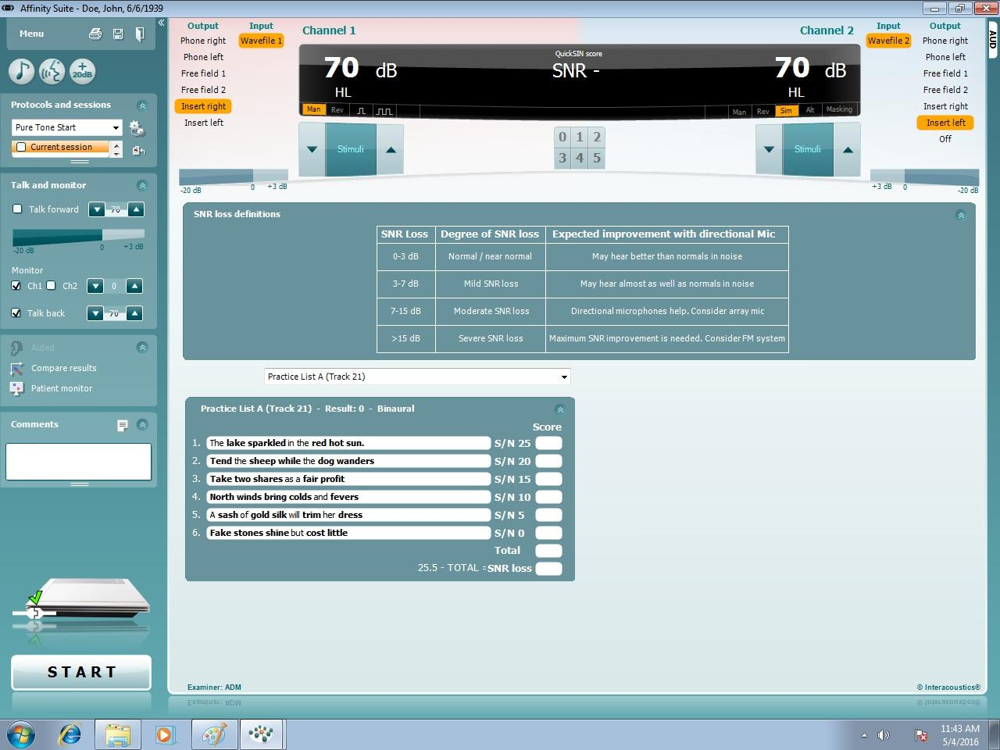 Affinity Suite - Doe, John, 6/6/1939
Menu
+
20dB
Protocols and sessions
Pure Tone Start
Current session
Talk and monitor
Talk forward 70
-20 dB 0 +3 dB
Monitor
Ch1 Ch2 0
Talk back 70
Aided
Compare results
Patient monitor
Comments
START
Output Input
Phone right Wavefile 1
Phone left
Free field 1
Free field 2
Insert right
Insert left
-20 dB 0 +3 dB
Channel 1
Channel 2
70 dB
HL
QuickSIN score
SNR -
70 dB
HL
Man Rev
Man Rev Sim Alt Masking
Stimuli
0 1 2
3 4 5
Stimuli
Input Output
Wavefile 2 Phone right
Phone left
Free field 1
Free field 2
Insert right
Insert left
Off
+3 dB 0 -20 dB
AUD
SNR loss definitions
SNR Loss Degree of SNR loss Expected improvement with directional Mic
0-3 dB Normal / near normal May hear better than normals in noise
3-7 dB Mild SNR loss May hear almost as well as normals in noise
7-15 dB Moderate SNR loss Directional microphones help. Consider array mic
>15 dB Severe SNR loss Maximum SNR improvement is needed. Consider FM system
Practice List A (Track 21)
Practice List A (Track 21) - Result: 0 - Binaural
Score
1. The lake sparkled in the red hot sun. S/N 25
2. Tend the sheep while the dog wanders S/N 20
3. Take two shares as a fair profit S/N 15
4. North winds bring colds and fevers S/N 10
5. A sash of gold silk will trim her dress S/N 5
6. Fake stones shine but cost little S/N 0
Total
25.5 - TOTAL = SNR loss
Examiner: ADM
© Interacoustics®
11:43 AM
5/4/2016